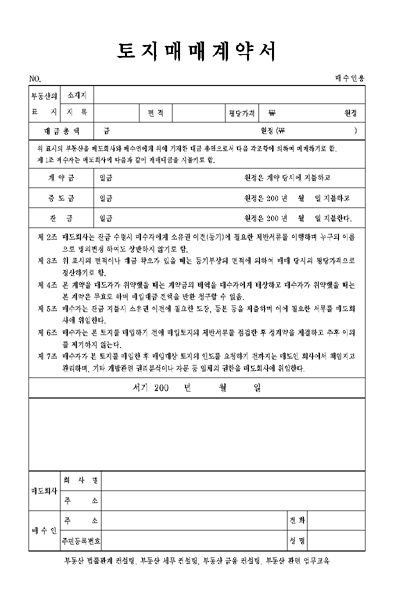 토지매매계약서
NO. 매수인용
부동산의 소재지
표 지 지 목 면 적 평당가격 ₩ 원정
대 금 총 액 금 원정 (₩ )
위 표시의 부동산을 매도회사와 매수인에게 위에 기재한 대금 총액으로서 다음 각조항에 의하여 매매하기로 함.
제 1조 매수자는 매도회사에 다음과 같이 매매대금을 지불키로 함.
계 약 금 일금 원정은 계약 당시에 지불하고
중 도 금 일금 원정은 200 년 월 일 지불하고
잔 금 일금 원정은 200 년 월 일 지불한다.
제 2조 매도회사는 잔금 수령시 매수자에게 소유권 이전(등기)에 필요한 제반서류를 이행하며 누구의 이름
으로 명의변경 하여도 상반하지 않기로 함.
제 3조 위 표시의 면적이나 대금 착오가 있을 때는 등기부상의 면적에 의하여 매매 당시의 평당가격으로
정산하기로 함.
제 4조 본 계약을 매도자가 위약했을 때는 계약금의 배액을 매수자에게 배상하고 매수자가 위약했을 때는
본 계약은 무효로 하며 매입대금 전액을 반환 청구할 수 없음.
제 5조 매수자는 잔금 지불시 소유권 이전에 필요한 도장, 등본 등을 제출하며 이에 필요한 서류를 매도회
사에 위임한다.
제 6조 매수자는 본 토지를 매입하기 전에 매입토지의 제반서류를 점검한 후 정계약을 체결하고 추후 이의
를 제기하지 않는다.
제 7조 매수자가 본 토지를 매입한 후 매입대상 토지의 인도를 요청하기 전까지는 매도인 회사에서 책임지고
관리하며, 기타 개발관련 권리분석이나 자문 등 일체의 권한을 매도회사에 위임한다.
서기 200 년 월 일
매도회사 회 사 명
주 소
매 수 인 주 소 전 화
주민등록번호 성 명
부동산 법률관계 컨설팅, 부동산 세무 컨설팅, 부동산 금융 컨설팅, 부동산 관련 업무교육